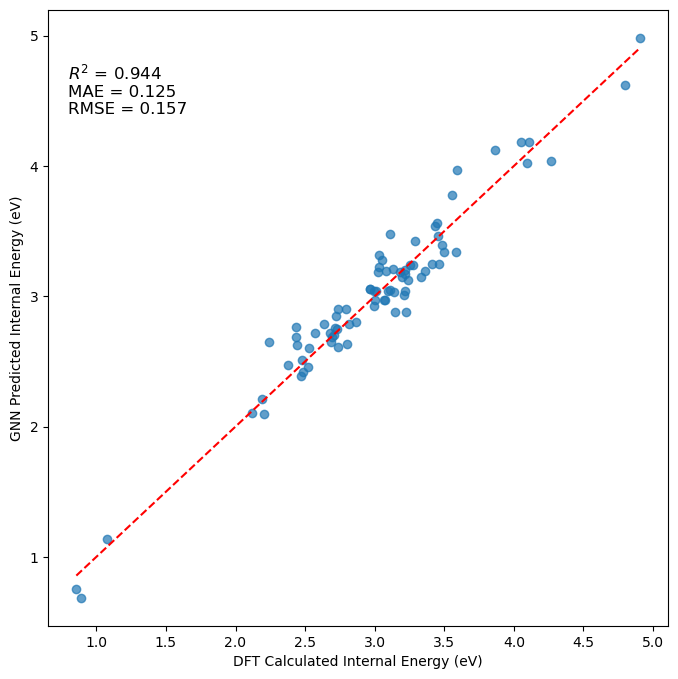 R² = 0.944
MAE = 0.125
RMSE = 0.157
GNN Predicted Internal Energy (eV)
5
4
3
2
1
1.0 1.5 2.0 2.5 3.0 3.5 4.0 4.5 5.0
DFT Calculated Internal Energy (eV)